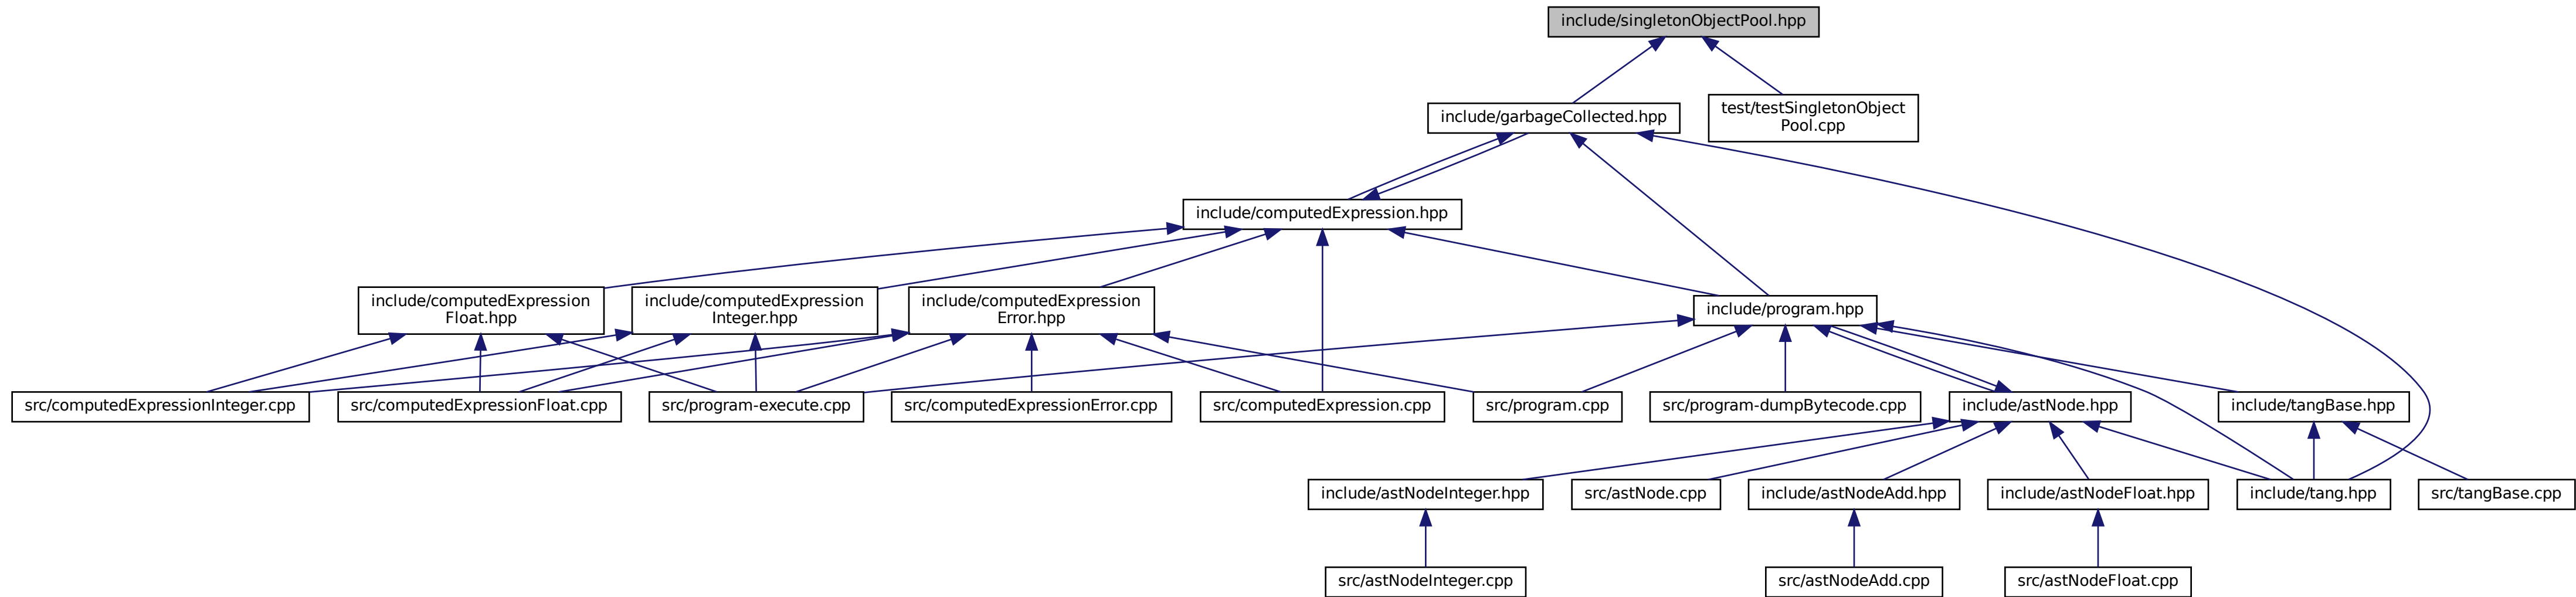 include/singletonObjectPool.hpp
include/garbageCollected.hpp
test/testSingletonObject
Pool.cpp
include/computedExpression.hpp
include/computedExpression
Float.hpp
include/computedExpression
Integer.hpp
include/computedExpression
Error.hpp
include/program.hpp
src/computedExpressionInteger.cpp
src/computedExpressionFloat.cpp
src/program-execute.cpp
src/computedExpressionError.cpp
src/computedExpression.cpp
src/program.cpp
src/program-dumpBytecode.cpp
include/astNode.hpp
include/tangBase.hpp
include/astNodeInteger.hpp
src/astNode.cpp
include/astNodeAdd.hpp
include/astNodeFloat.hpp
include/tang.hpp
src/tangBase.cpp
src/astNodeInteger.cpp
src/astNodeAdd.cpp
src/astNodeFloat.cpp